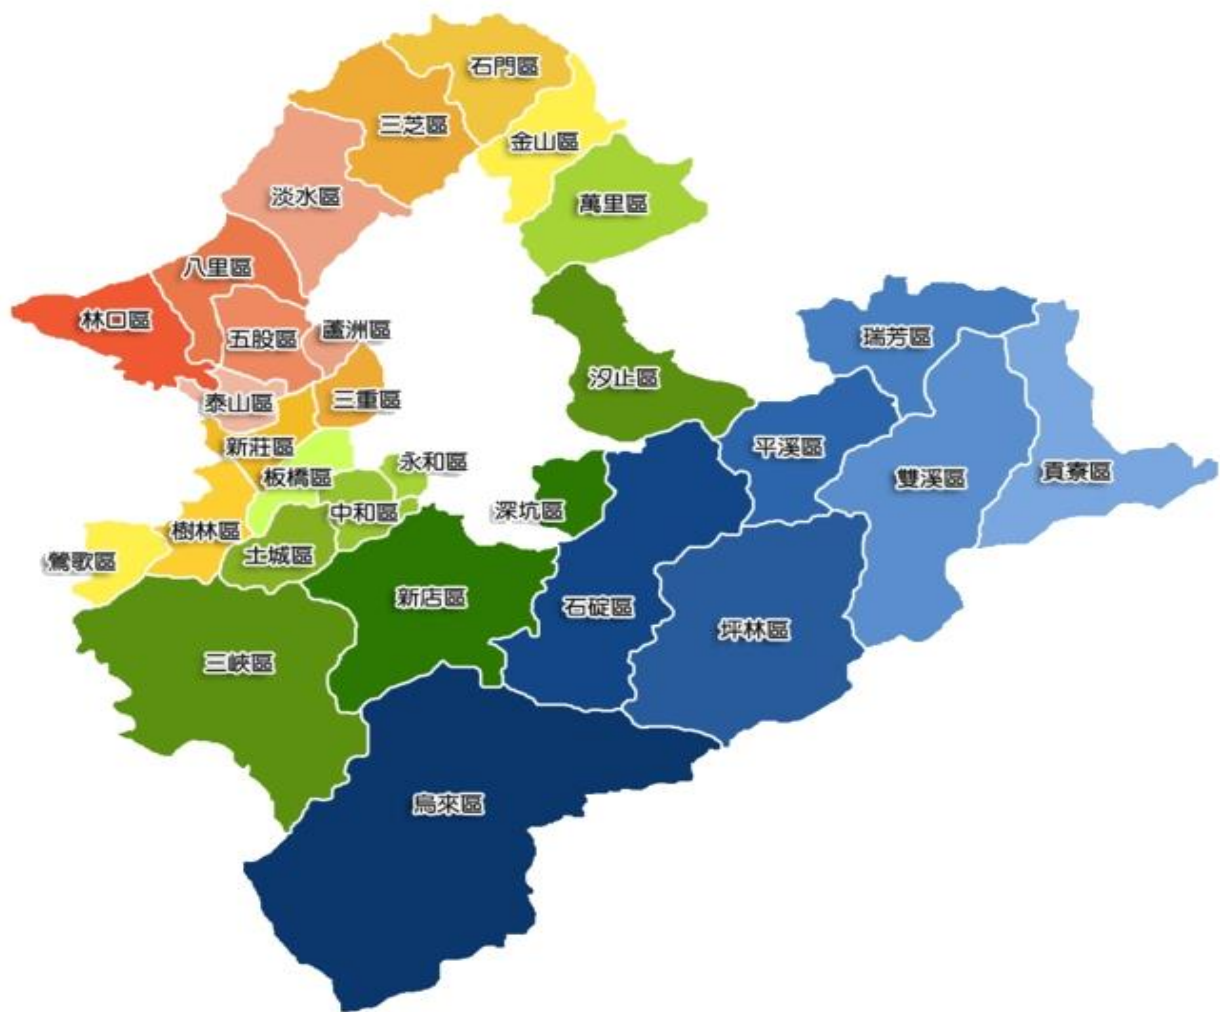 石門區
三芝區
金山區
淡水區
萬里區
八里區
林口區
五股區
蘆洲區
瑞芳區
汐止區
泰山區
三重區
新莊區
平溪區
永和區
板橋區
雙溪區
貢寮區
深坑區
中和區
樹林區
土城區
鶯歌區
新店區
石碇區
坪林區
三峽區
烏來區